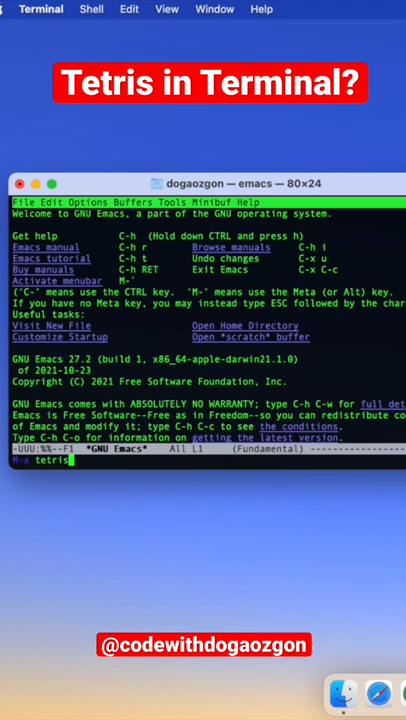 Terminal Shell Edit View Window Help
Tetris in Terminal?
dogaozgon — emacs — 80×24
File Edit Options Buffers Tools Minibuf Help
Welcome to GNU Emacs, a part of the GNU operating system.
Get help C-h (Hold down CTRL and press h)
Emacs manual C-h r Browse manuals C-h i
Emacs tutorial C-h t Undo changes C-x u
Buy manuals C-h RET Exit Emacs C-x C-c
Activate menubar M-`
(‘C-’ means use the CTRL key. ‘M-’ means use the Meta (or Alt) key.
If you have no Meta key, you may instead type ESC followed by the char
Useful tasks:
Visit New File Open Home Directory
Customize Startup Open *scratch* buffer
GNU Emacs 27.2 (build 1, x86_64-apple-darwin21.1.0)
of 2021-10-23
Copyright (C) 2021 Free Software Foundation, Inc.
GNU Emacs comes with ABSOLUTELY NO WARRANTY; type C-h C-w for full det
Emacs is Free Software--Free as in Freedom--so you can redistribute co
of Emacs and modify it; type C-h C-c to see the conditions.
Type C-h C-o for information on getting the latest version.
-UUU:%%--F1 *GNU Emacs* All L1 (Fundamental) ----------------
M-x tetris
@codewithdogaozgon